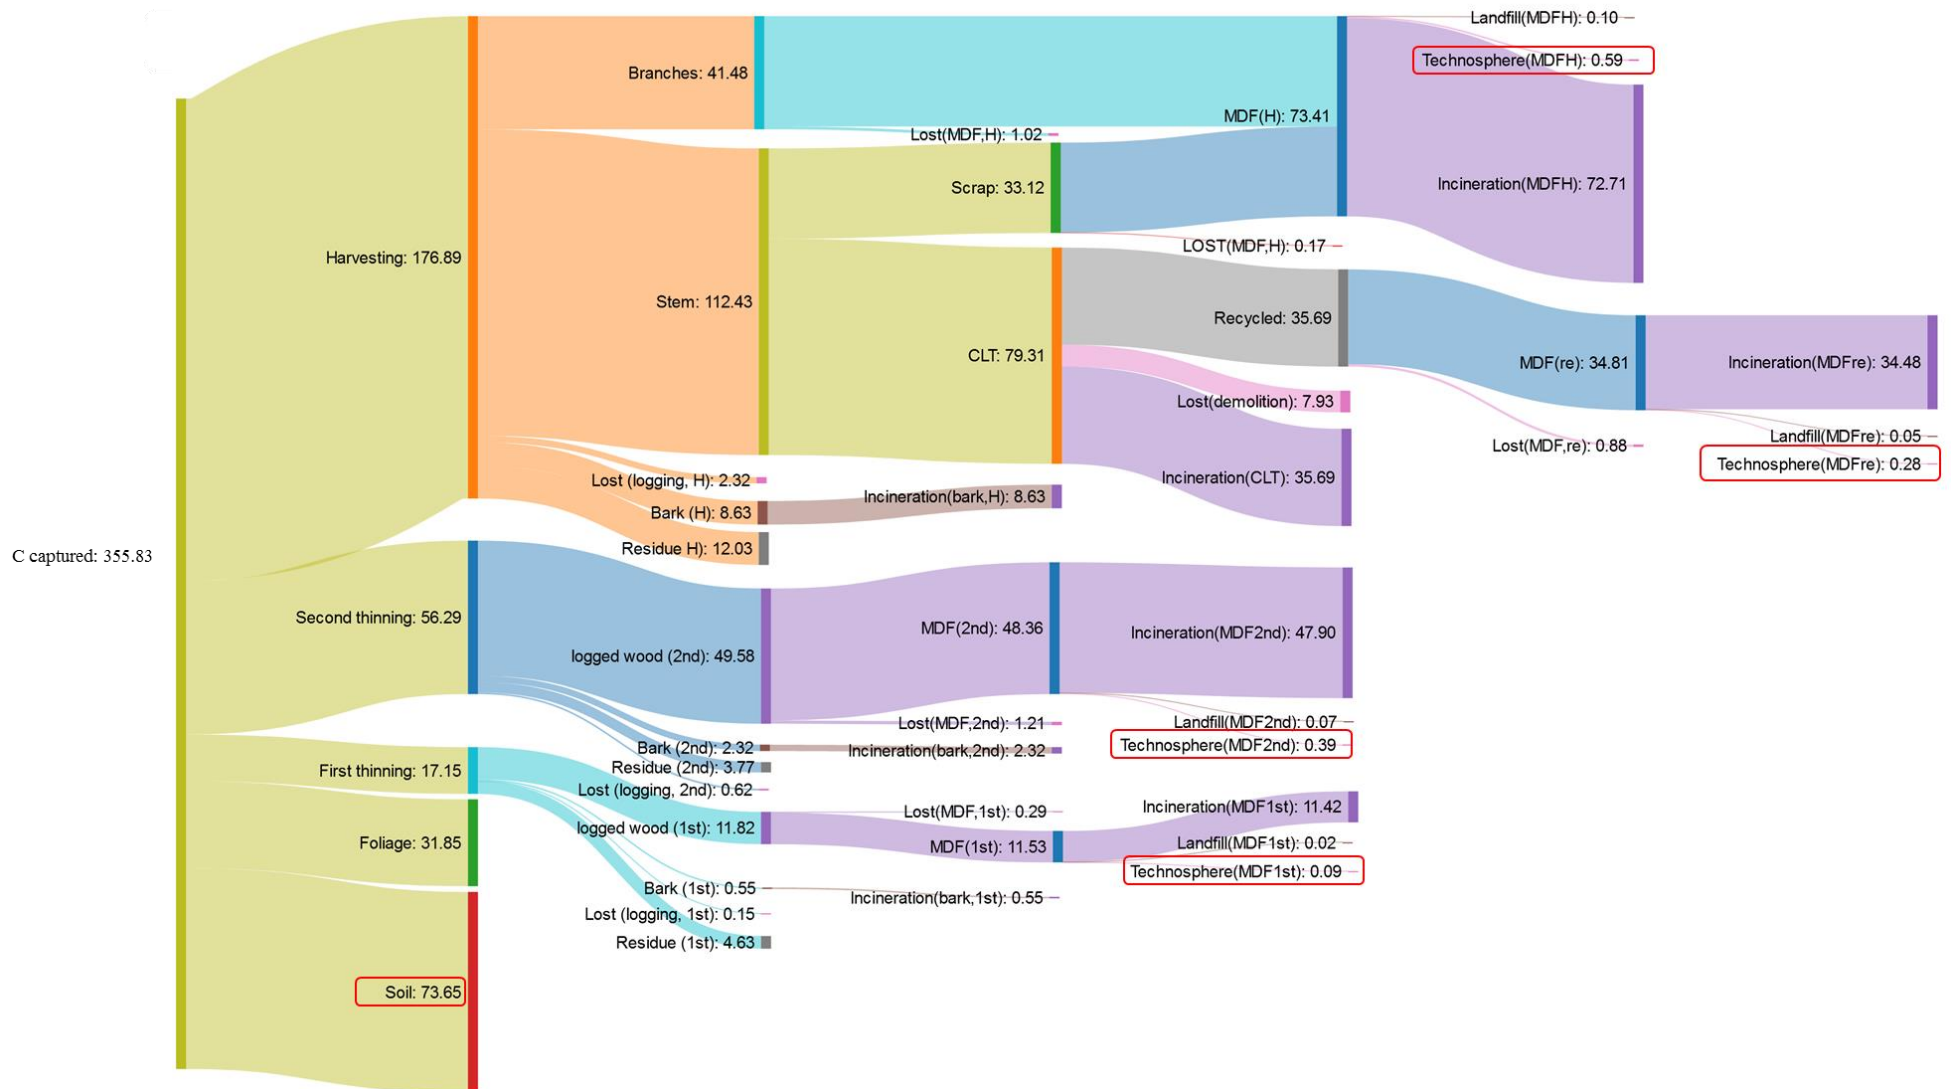 Landfill(MDFH): 0.10
Technosphere(MDFH): 0.59
Branches: 41.48
MDF(H): 73.41
Lost(MDF,H): 1.02
Incineration(MDFH): 72.71
Scrap: 33.12
LOST(MDF,H): 0.17
Harvesting: 176.89
Stem: 112.43
Recycled: 35.69
CLT: 79.31
MDF(re): 34.81
Incineration(MDFre): 34.48
Lost(demolition): 7.93
Landfill(MDFre): 0.05
Lost(MDF,re): 0.88
Technosphere(MDFre): 0.28
Incineration(CLT): 35.69
Lost (logging, H): 2.32
Incineration(bark,H): 8.63
Bark (H): 8.63
Residue H): 12.03
C captured: 355.83
Second thinning: 56.29
MDF(2nd): 48.36
Incineration(MDF2nd): 47.90
logged wood (2nd): 49.58
Lost(MDF,2nd): 1.21
Landfill(MDF2nd): 0.07
Bark (2nd): 2.32
Incineration(bark,2nd): 2.32
Technosphere(MDF2nd): 0.39
First thinning: 17.15
Residue (2nd): 3.77
Lost (logging, 2nd): 0.62
Lost(MDF,1st): 0.29
Incineration(MDF1st): 11.42
logged wood (1st): 11.82
Foliage: 31.85
MDF(1st): 11.53
Landfill(MDF1st): 0.02
Technosphere(MDF1st): 0.09
Bark (1st): 0.55
Incineration(bark,1st): 0.55
Lost (logging, 1st): 0.15
Residue (1st): 4.63
Soil: 73.65